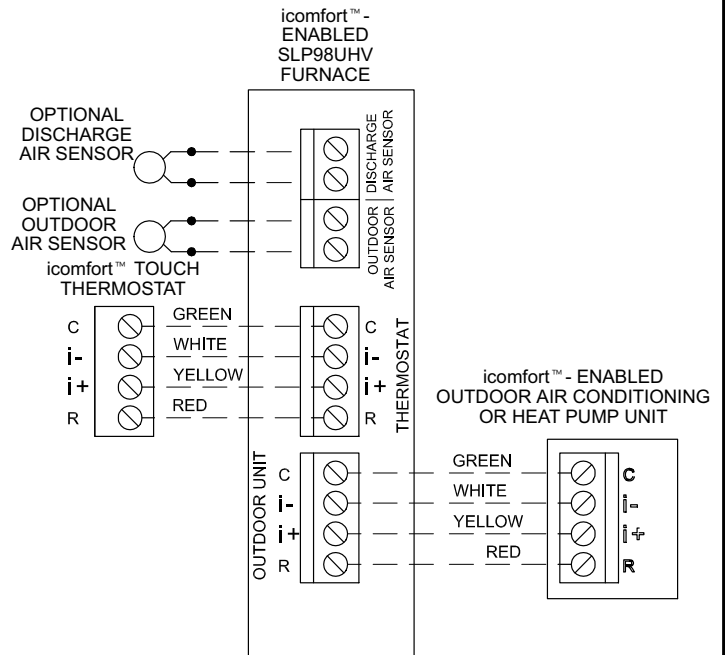 icomfort™-
ENABLED
SLP98UHV
FURNACE
OPTIONAL
DISCHARGE
AIR SENSOR
DISCHARGE
AIR SENSOR
OPTIONAL
OUTDOOR
AIR SENSOR
OUTDOOR
AIR SENSOR
icomfort™ TOUCH
THERMOSTAT
C GREEN C
i- WHITE i-
i+ YELLOW i+
R RED R
THERMOSTAT
icomfort™- ENABLED
OUTDOOR AIR CONDITIONING
OR HEAT PUMP UNIT
OUTDOOR UNIT
C GREEN C
i- WHITE i-
i+ YELLOW i+
R RED R